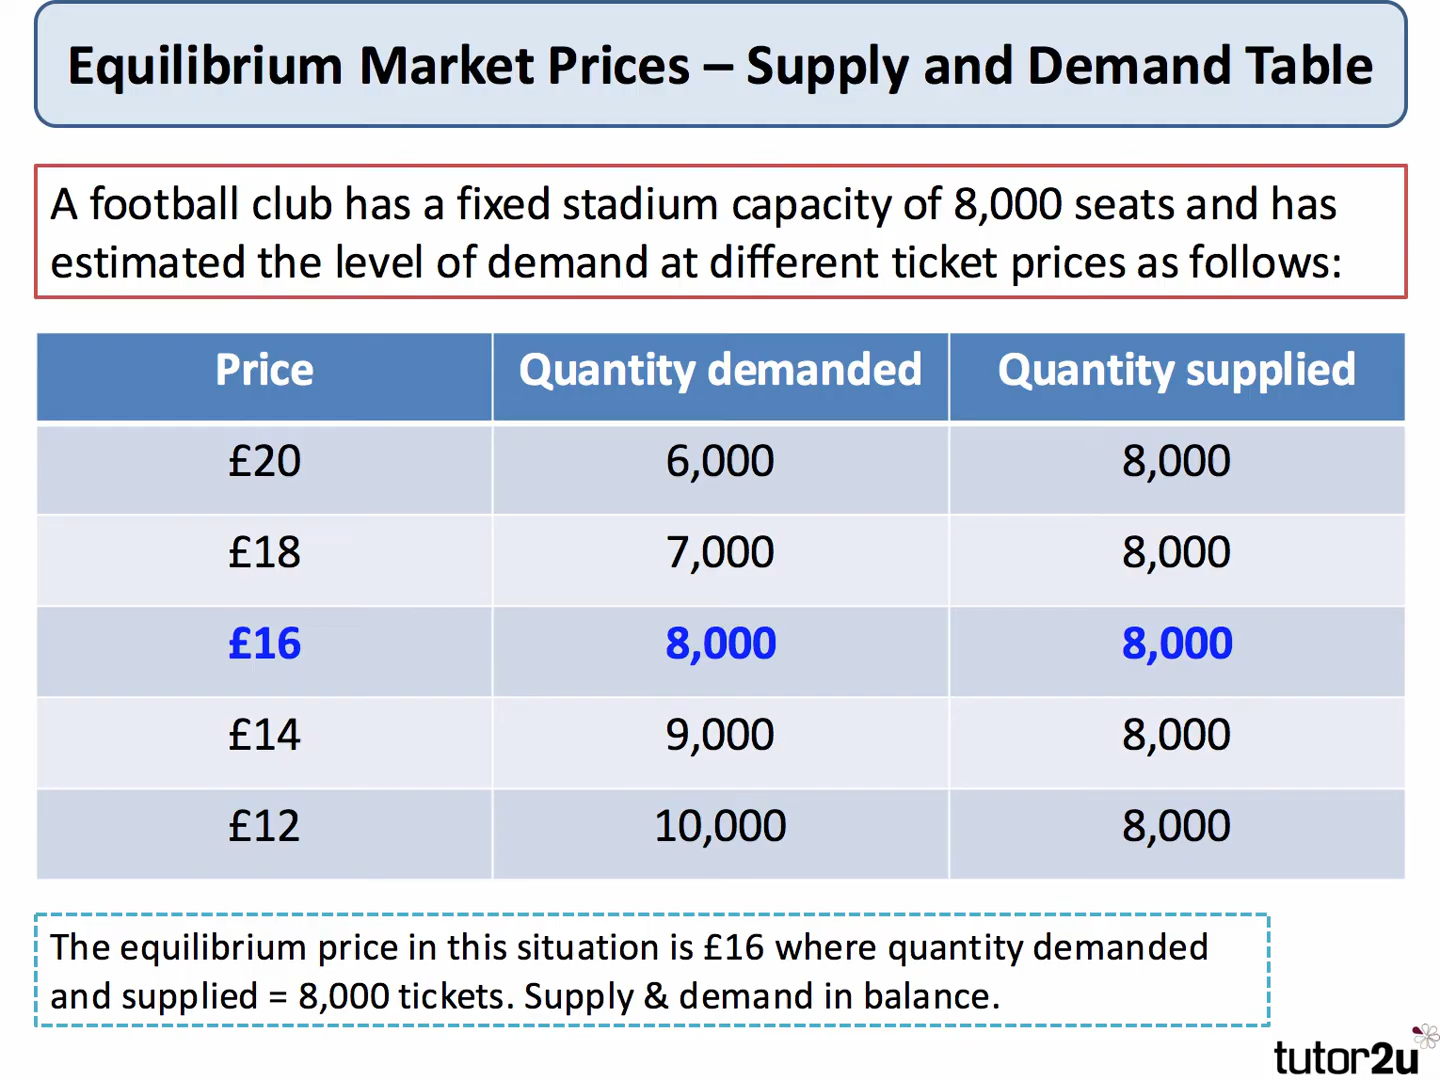 Equilibrium Market Prices – Supply and Demand Table
A football club has a fixed stadium capacity of 8,000 seats and has
estimated the level of demand at different ticket prices as follows:
Price Quantity demanded Quantity supplied
£20 6,000 8,000
£18 7,000 8,000
£16 8,000 8,000
£14 9,000 8,000
£12 10,000 8,000
The equilibrium price in this situation is £16 where quantity demanded
and supplied = 8,000 tickets. Supply & demand in balance.
tutor2u